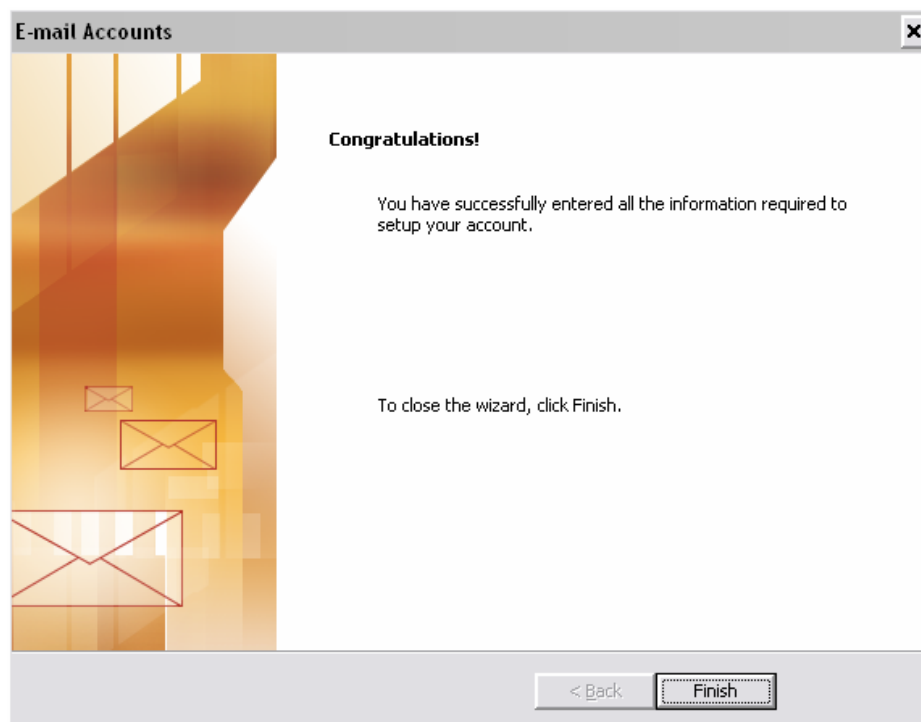 E-mail Accounts
Congratulations!
You have successfully entered all the information required to
setup your account.
To close the wizard, click Finish.
< Back
Finish